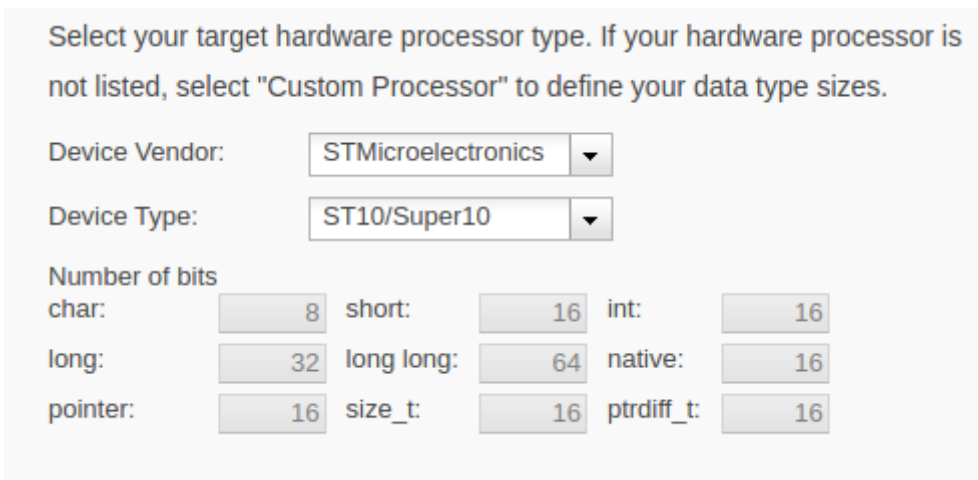 Select your target hardware processor type. If your hardware processor is
not listed, select "Custom Processor" to define your data type sizes.
Device Vendor: STMicroelectronics
Device Type: ST10/Super10
Number of bits
char: 8 short: 16 int: 16
long: 32 long long: 64 native: 16
pointer: 16 size_t: 16 ptrdiff_t: 16